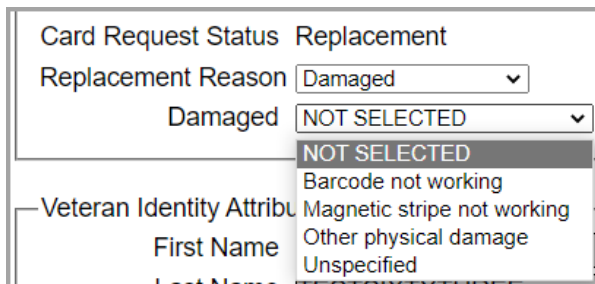 Card Request Status Replacement
Replacement Reason Damaged
Damaged NOT SELECTED
NOT SELECTED
Barcode not working
Veteran Identity Attribu Magnetic stripe not working
Other physical damage
First Name
Unspecified